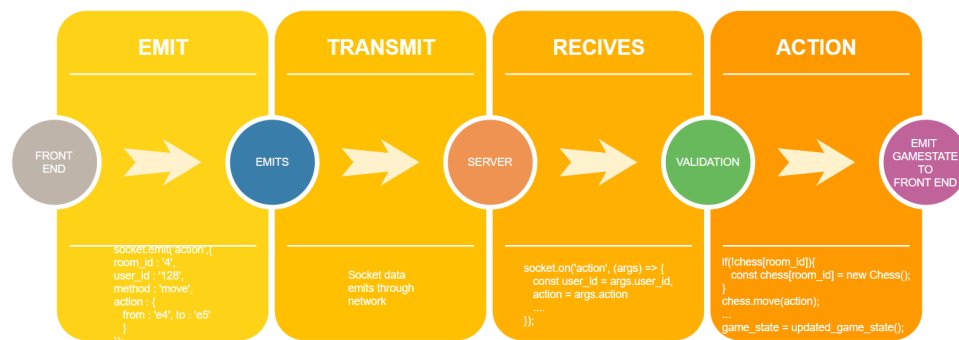 EMIT
TRANSMIT
RECIVES
ACTION
FRONT
END
EMITS
SERVER
VALIDATION
EMIT
GAMESTATE
TO
FRONT END
socket.emit('action',{
room_id : '4',
user_id : '128',
method : 'move',
action : {
from : 'e4', to : 'e5'
}
});
Socket data
emits through
network
socket.on('action', (args) => {
const user_id = args.user_id,
action = args.action
....
});
if(!chess[room_id]){
const chess[room_id] = new Chess();
}
chess.move(action);
...
game_state = updated_game_state();